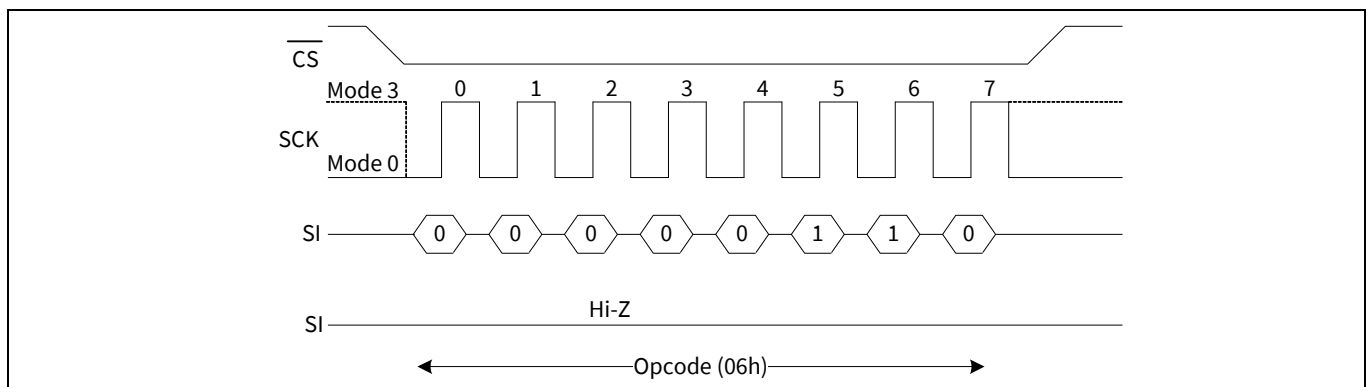 CS
Mode 3 0 1 2 3 4 5 6 7
SCK
Mode 0
SI 0 0 0 0 0 1 1 0
Hi-Z
SI
Opcode (06h)